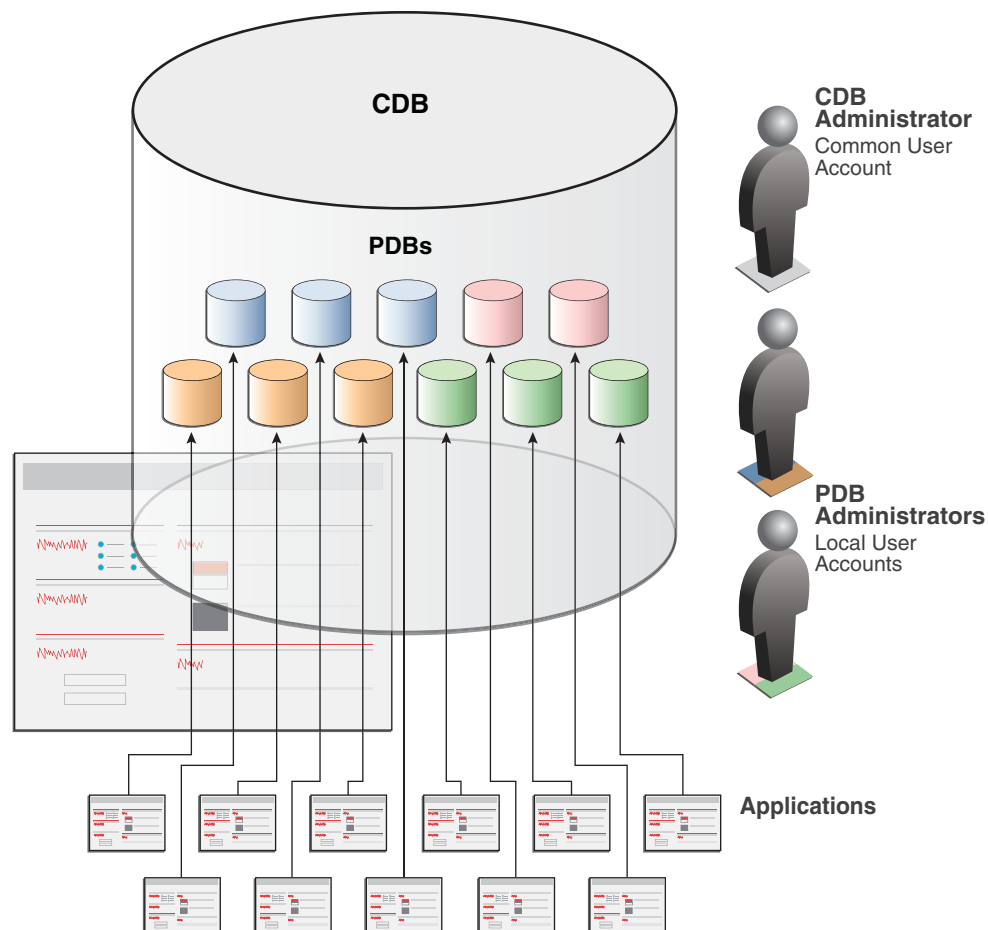 CDB
PDBs
CDB
Administrator
Common User
Account
PDB
Administrators
Local User
Accounts
Applications